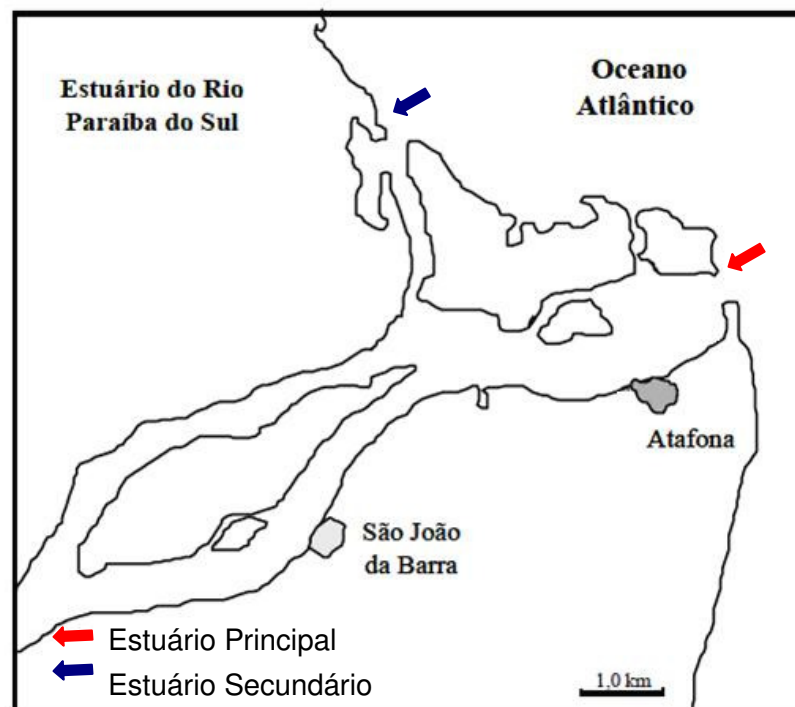 Estuário do Rio
Paraíba do Sul
Oceano
Atlântico
Atafona
São João
da Barra
Estuário Principal
Estuário Secundário
1,0 km